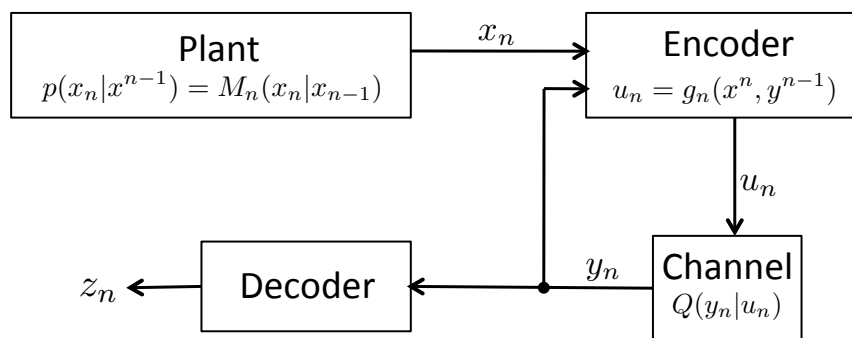 Plant
p(x_n|x^{n-1}) = M_n(x_n|x_{n-1})
x_n
Encoder
u_n = g_n(x^n, y^{n-1})
u_n
z_n
Decoder
y_n
Channel
Q(y_n|u_n)